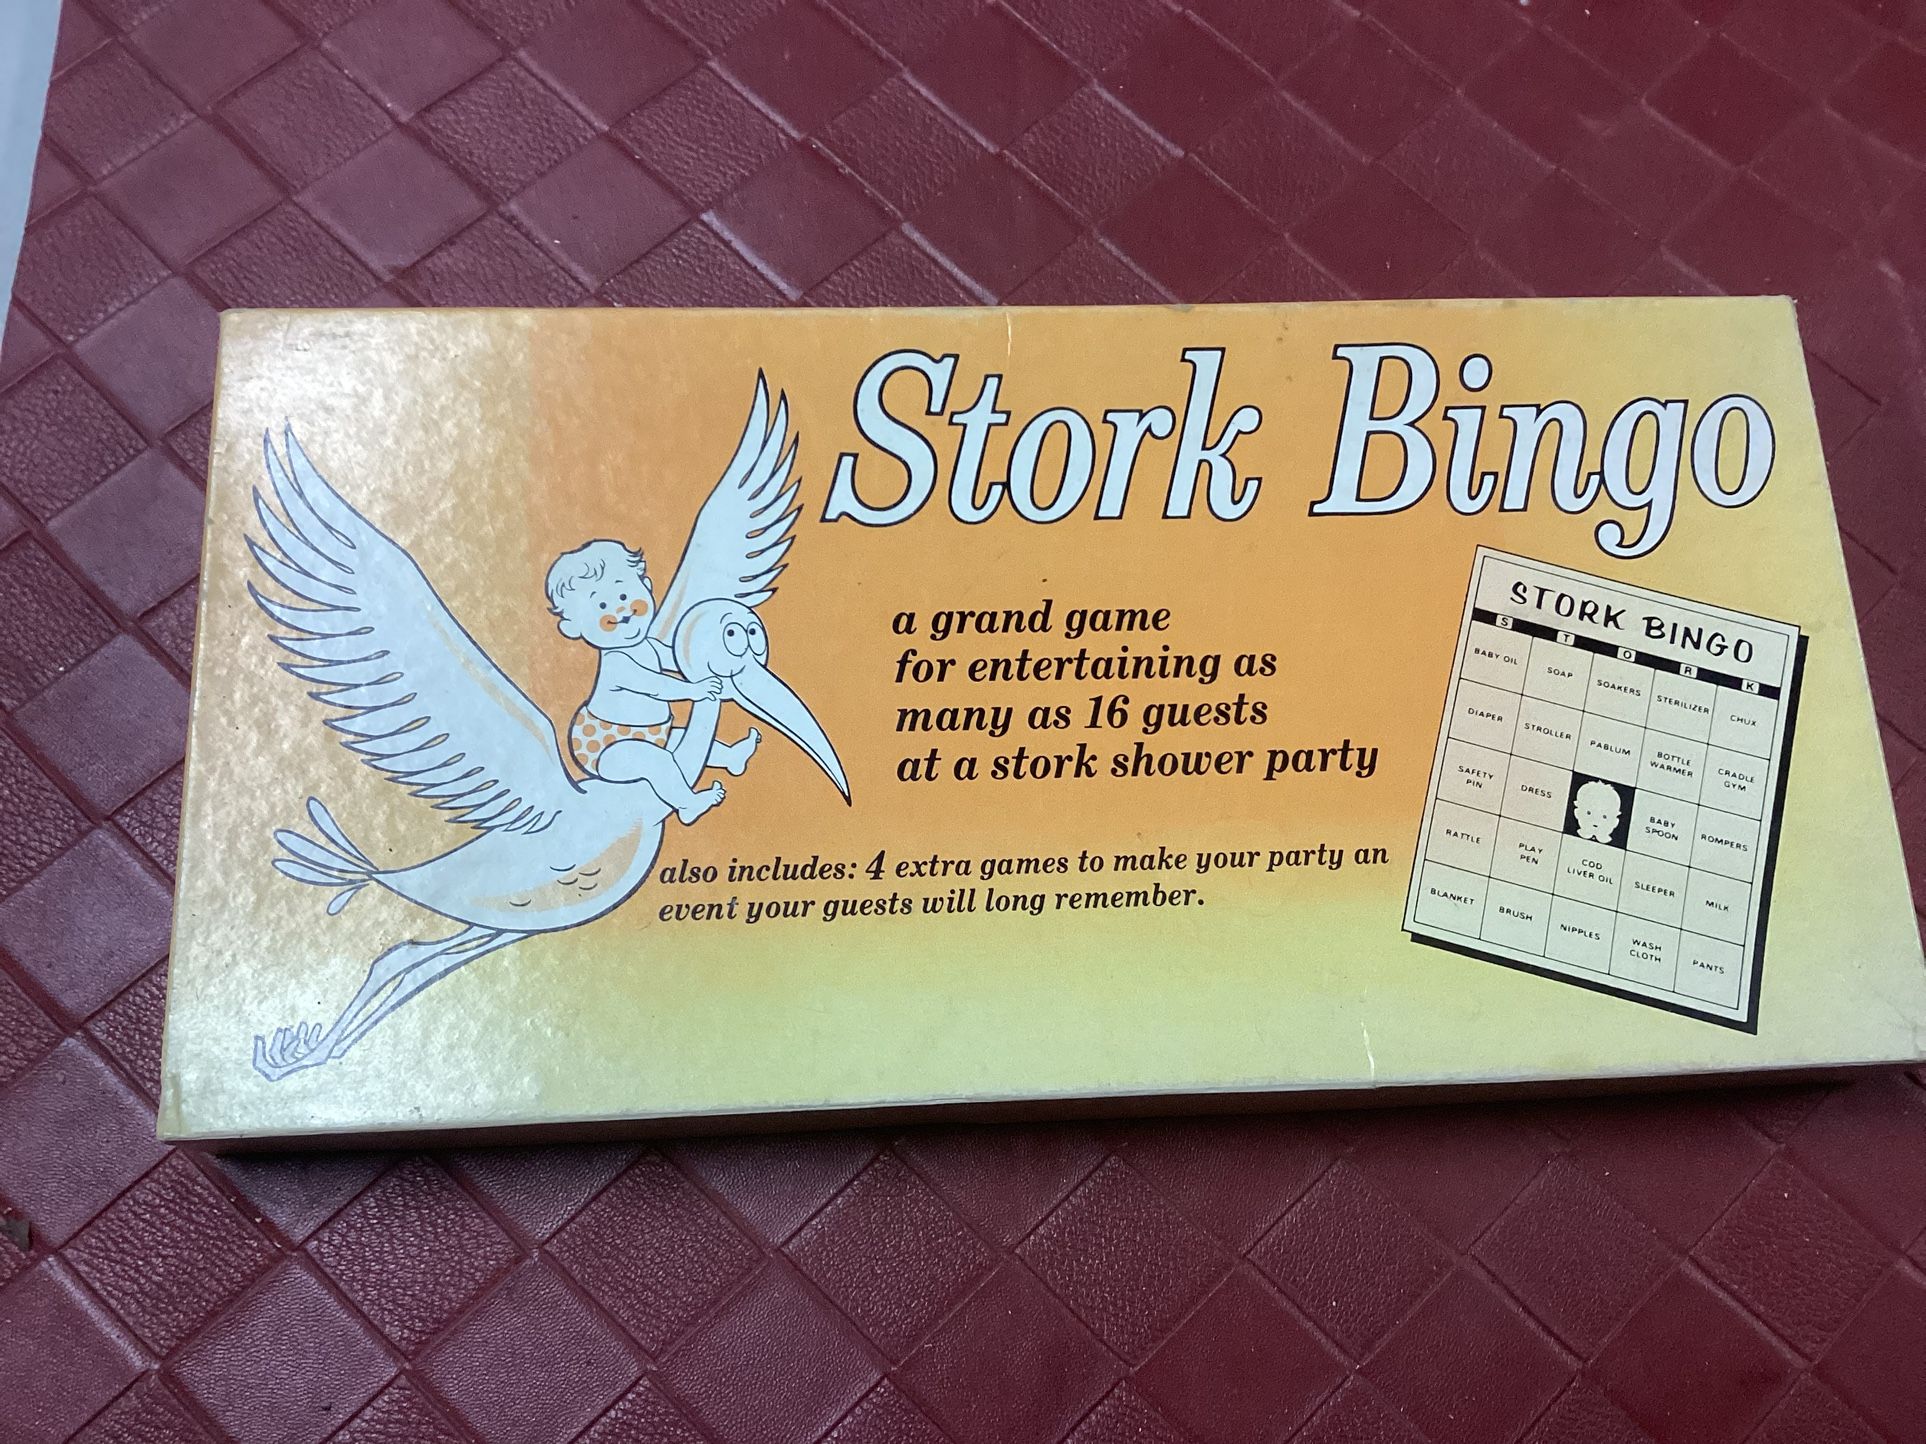 Stork Bingo
a grand game
for entertaining as
many as 16 guests
at a stork shower party
also includes: 4 extra games to make your party an
event your guests will long remember.
STORK BINGO
S T O R K
BABY OIL SOAP SOAKERS STERILIZER CHUX
DIAPER STROLLER PABLUM BOTTLE WARMER CRADLE GYM
SAFETY PIN DRESS BABY SPOON ROMPERS
RATTLE PLAY PEN COD LIVER OIL SLEEPER MILK
BLANKET BRUSH NIPPLES WASH CLOTH PANTS